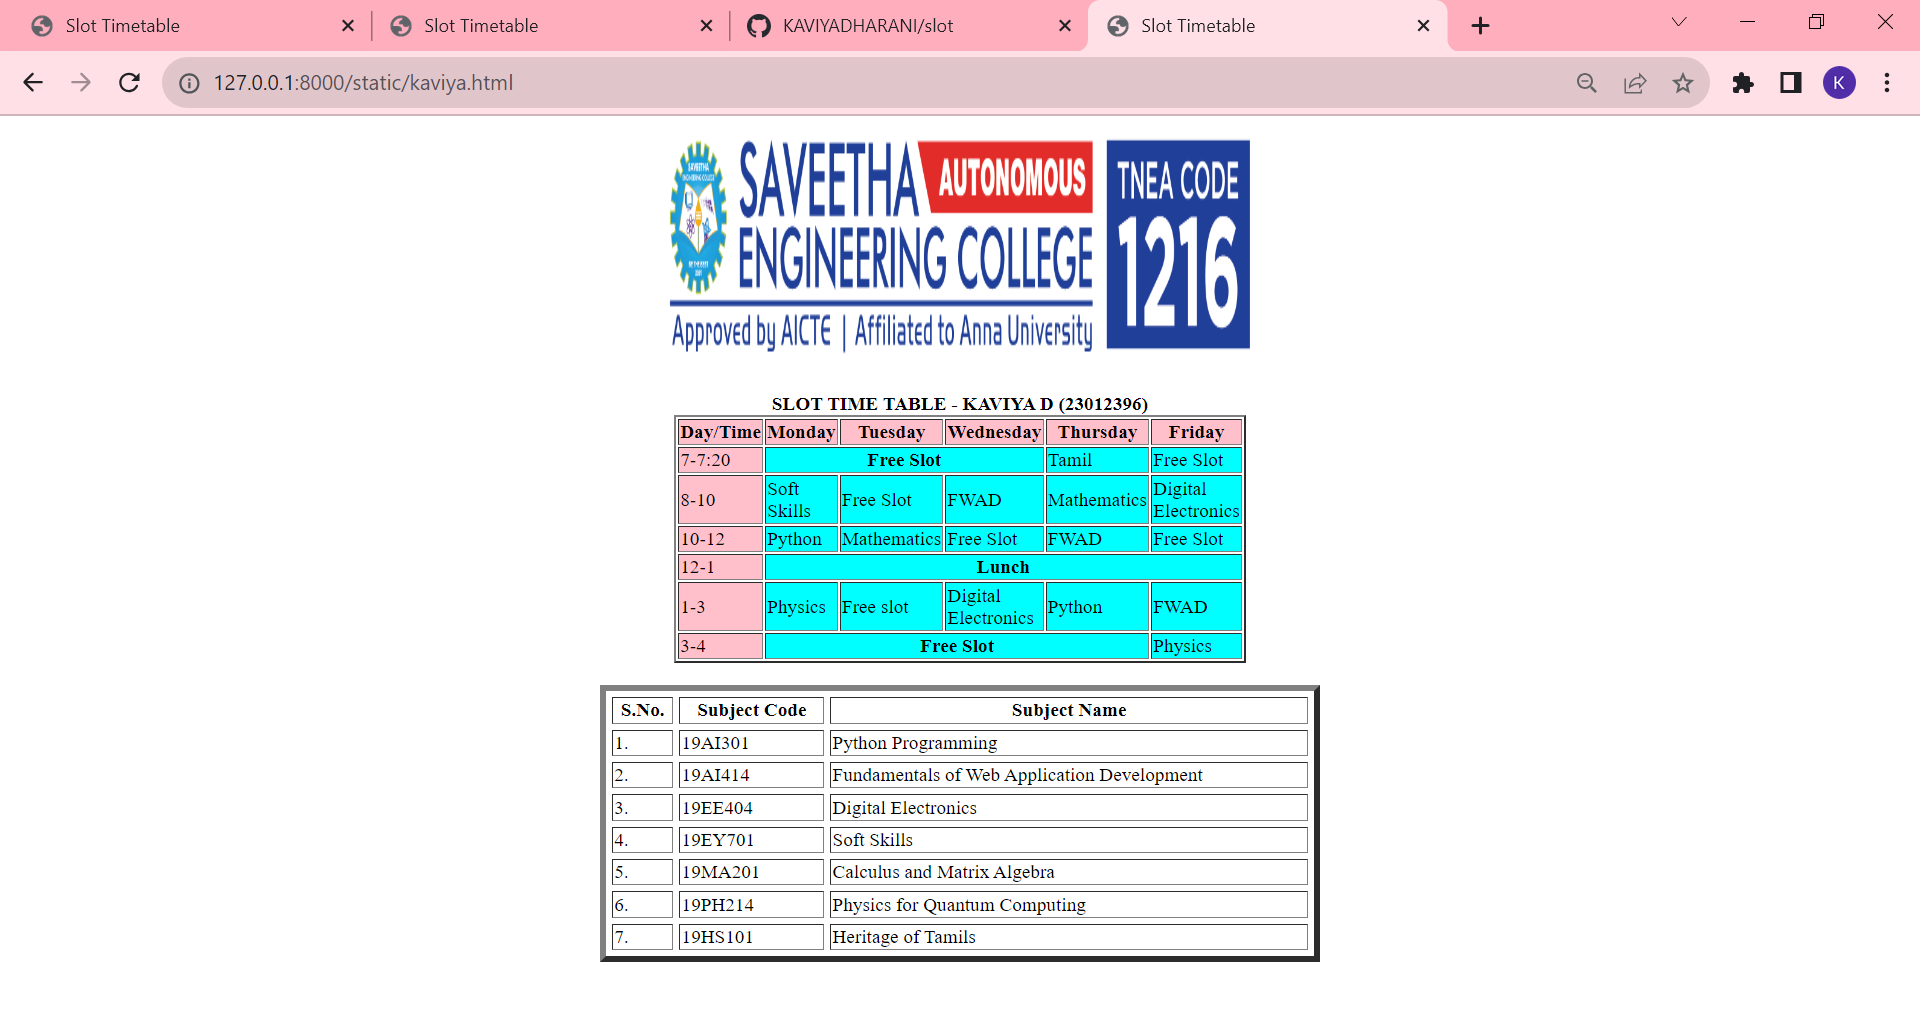 Slot Timetable
Slot Timetable
KAVIYADHARANI/slot
Slot Timetable
127.0.0.1:8000/static/kaviya.html
K
SAVEETHA AUTONOMOUS
ENGINEERING COLLEGE
Approved by AICTE | Affiliated to Anna University
TNEA CODE
1216
SAVEETHA
SLOT TIME TABLE - KAVIYA D (23012396)
Day/Time Monday Tuesday Wednesday Thursday Friday
7-7:20 Free Slot Tamil Free Slot
8-10 Soft Skills Free Slot FWAD Mathematics Digital Electronics
10-12 Python Mathematics Free Slot FWAD Free Slot
12-1 Lunch
1-3 Physics Free slot Digital Electronics Python FWAD
3-4 Free Slot Physics
S.No. Subject Code Subject Name
1. 19AI301 Python Programming
2. 19AI414 Fundamentals of Web Application Development
3. 19EE404 Digital Electronics
4. 19EY701 Soft Skills
5. 19MA201 Calculus and Matrix Algebra
6. 19PH214 Physics for Quantum Computing
7. 19HS101 Heritage of Tamils